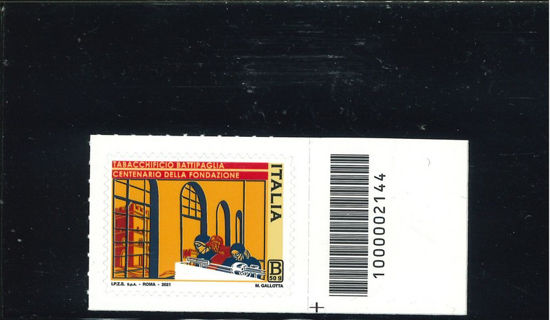 TABACCHIFICIO BATTIPAGLIA
CENTENARIO DELLA FONDAZIONE
ITALIA
B
50 g
I.P.Z.S. S.p.A. - ROMA - 2021
M. GALLOTTA
1000002144